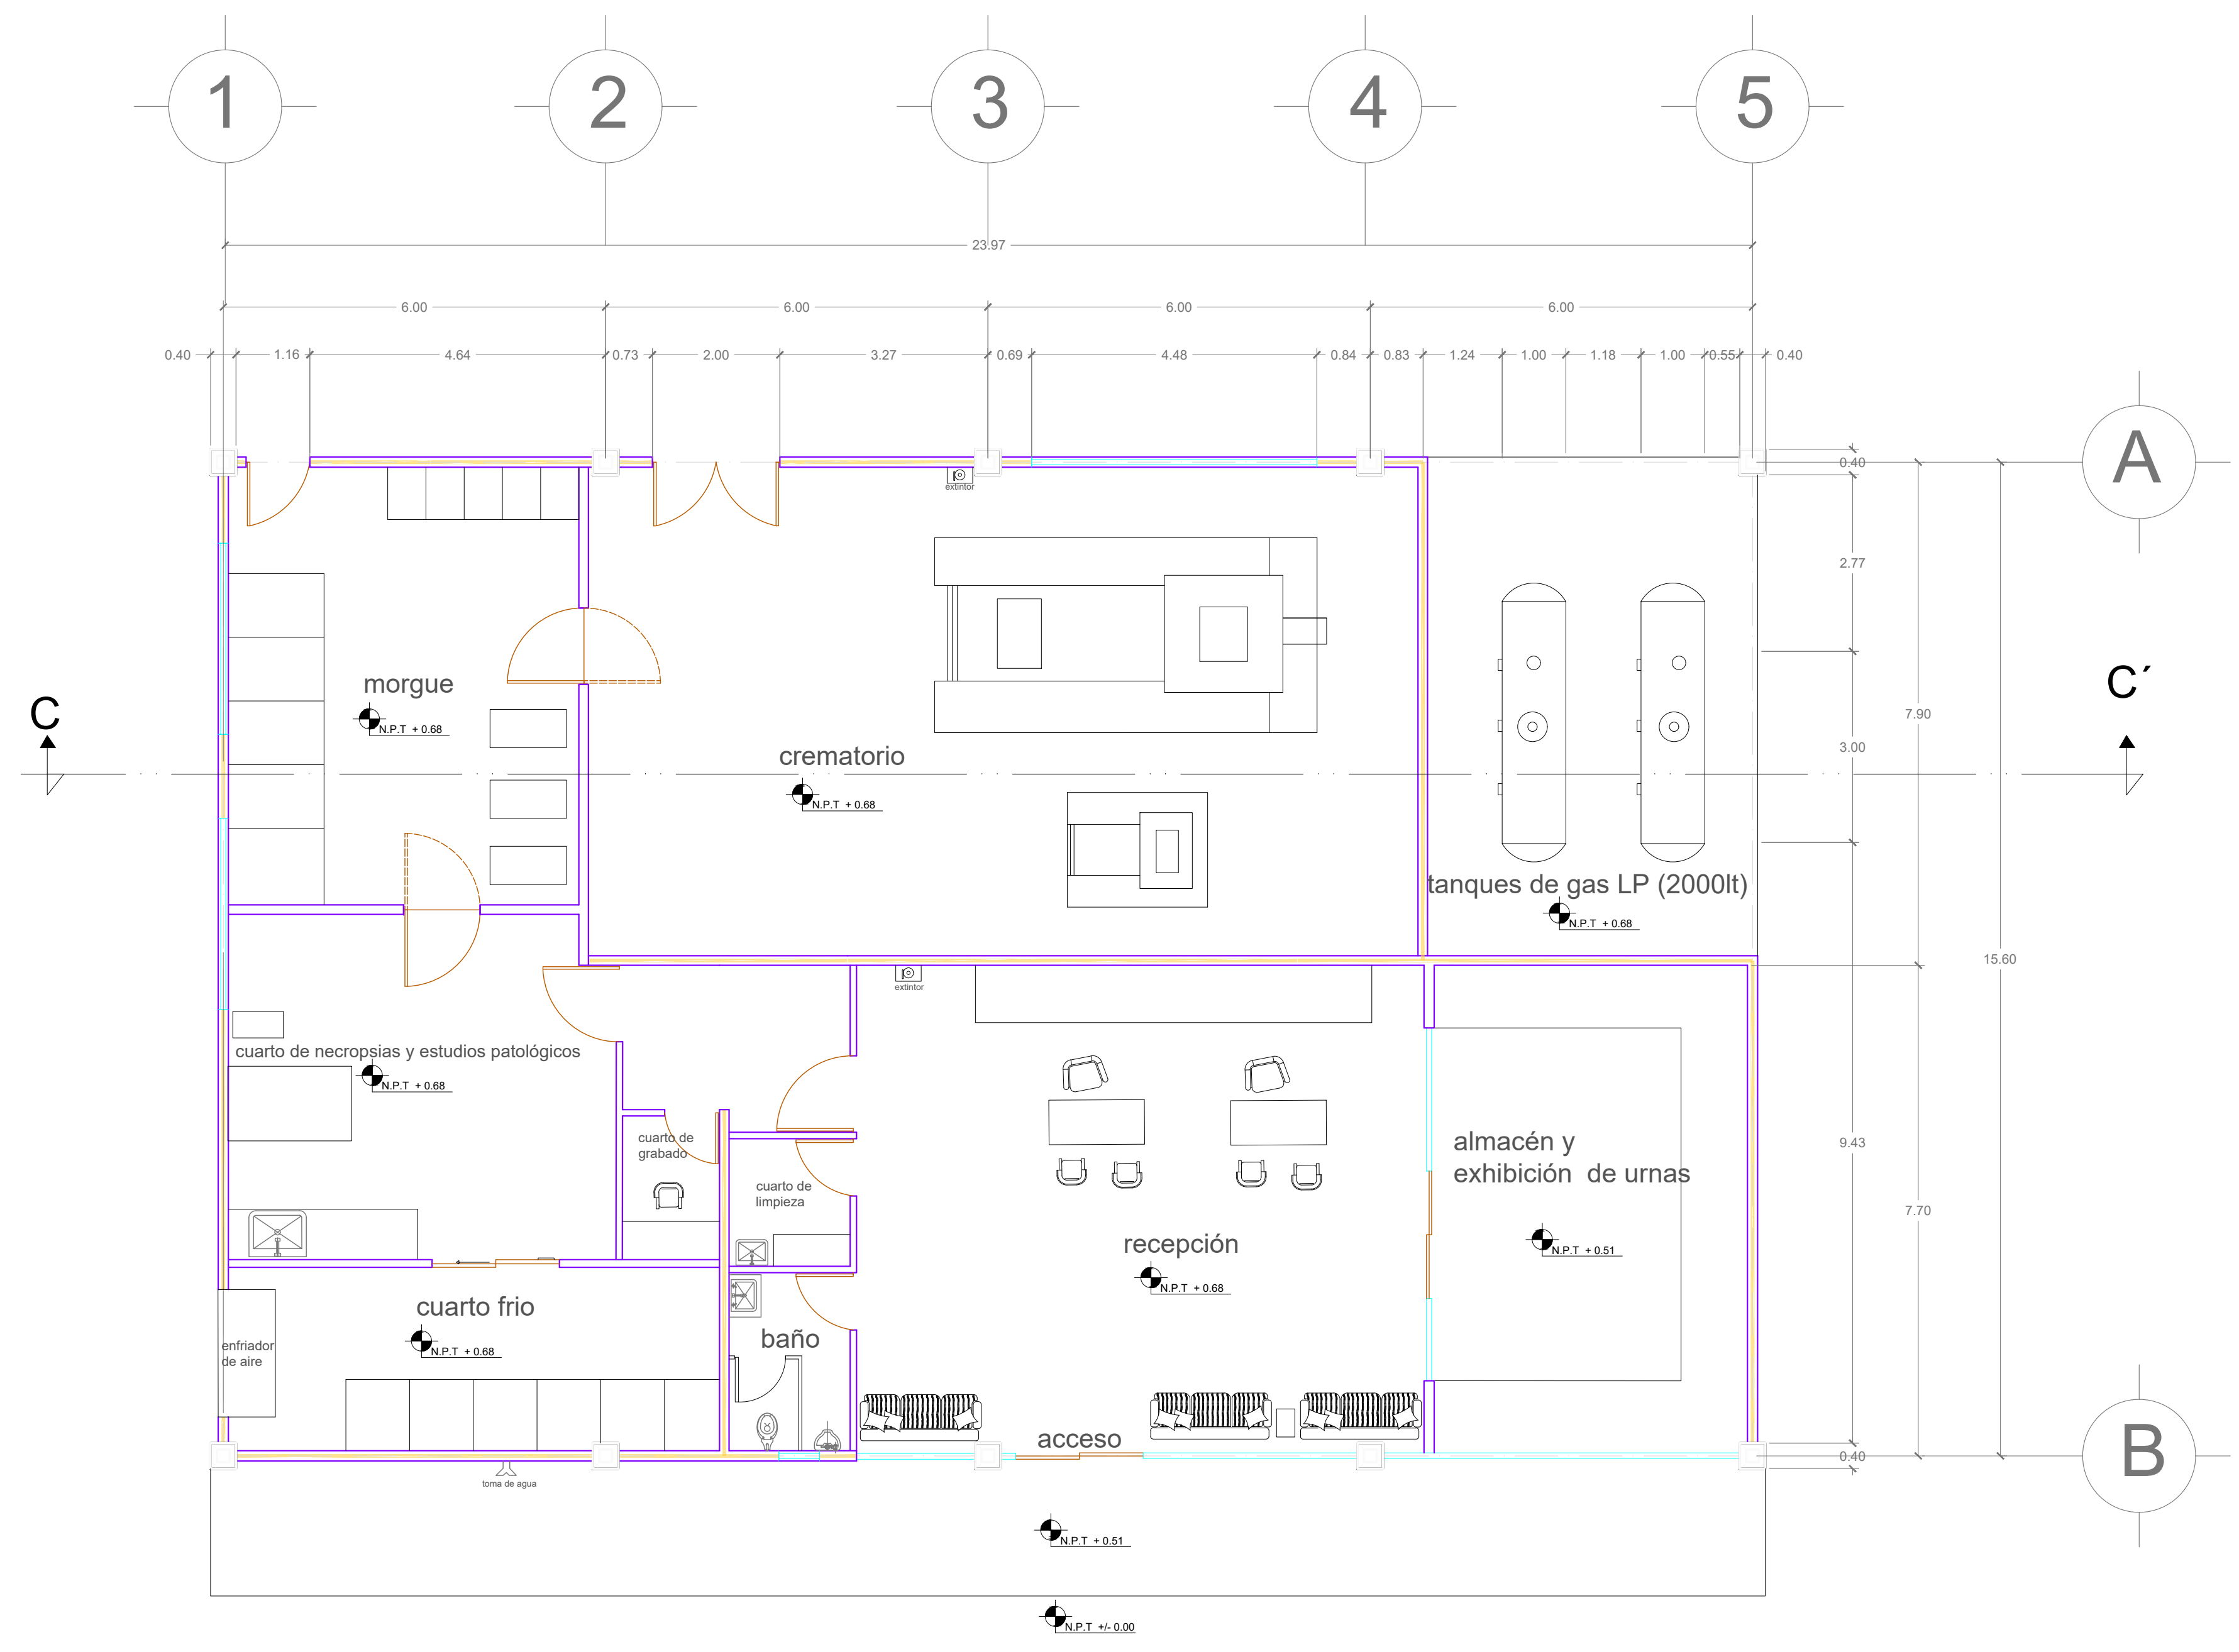 1 2 3 4 5
23.97
6.00 6.00 6.00 6.00
0.40 1.16 4.64 0.73 2.00 3.27 0.69 4.48 0.84 0.83 1.24 1.00 1.18 1.00 0.55 0.40
A
0.40
extintor
2.77
morgue
N.P.T + 0.68
C
C´
7.90
3.00
crematorio
N.P.T + 0.68
tanques de gas LP (2000lt)
N.P.T + 0.68
15.60
extintor
cuarto de necropsias y estudios patológicos
N.P.T + 0.68
cuarto de
grabado
cuarto de
limpieza
almacén y
exhibición de urnas
9.43
7.70
recepción
N.P.T + 0.68
N.P.T + 0.51
cuarto frio
N.P.T + 0.68
enfriador
de aire
baño
acceso
B
0.40
toma de agua
N.P.T + 0.51
N.P.T +/- 0.00